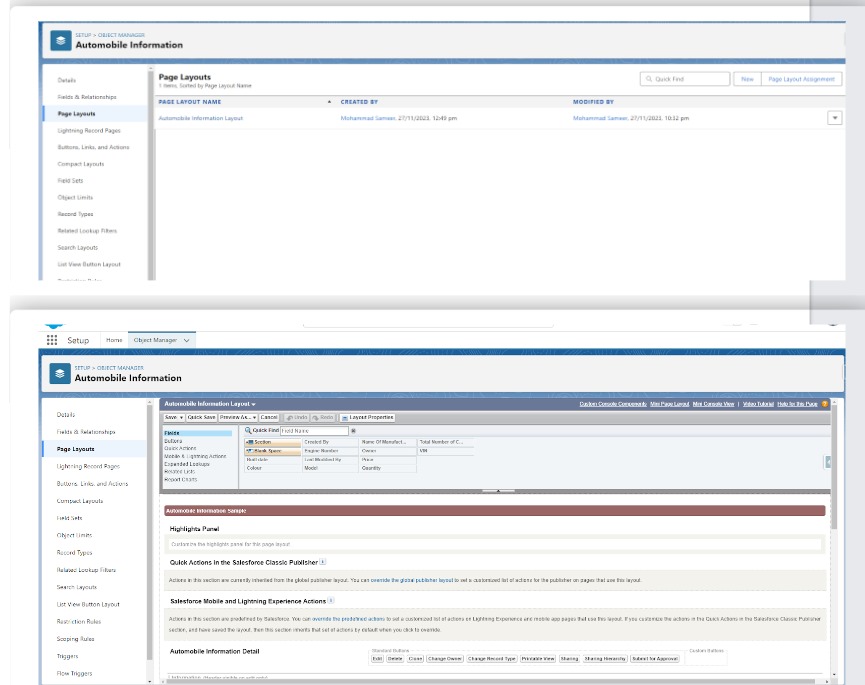 SETUP > OBJECT MANAGER
Automobile Information
Details
Fields & Relationships
Page Layouts
Lightning Record Pages
Buttons, Links, and Actions
Compact Layouts
Field Sets
Object Limits
Record Types
Related Lookup Filters
Search Layouts
List View Button Layout
Page Layouts
1 Items, Sorted by Page Layout Name
Quick Find
New
Page Layout Assignment
PAGE LAYOUT NAME CREATED BY MODIFIED BY
Automobile Information Layout Mohammad Sameer, 27/11/2023, 12:49 pm Mohammad Sameer, 27/11/2023, 10:32 pm
Setup Home Object Manager
SETUP > OBJECT MANAGER
Automobile Information
Details
Fields & Relationships
Page Layouts
Lightning Record Pages
Buttons, Links, and Actions
Compact Layouts
Field Sets
Object Limits
Record Types
Related Lookup Filters
Search Layouts
List View Button Layout
Restriction Rules
Scoping Rules
Triggers
Flow Triggers
Automobile Information Layout
Custom Console Components Mini Page Layout Mini Console View | Video Tutorial Help for this Page
Save Quick Save Preview As... Cancel Undo Redo Layout Properties
Fields
Buttons
Quick Actions
Mobile & Lightning Actions
Expanded Lookups
Related Lists
Report Charts
Quick Find Field Name
Section Created By Name Of Manufact... Total Number of C...
Blank Space Engine Number Owner VIN
Built date Last Modified By Price
Colour Model Quantity
Automobile Information Sample
Highlights Panel
Customize the highlights panel for this page layout
Quick Actions in the Salesforce Classic Publisher
Actions in this section are currently inherited from the global publisher layout. You can override the global publisher layout to set a customized list of actions for the publisher on pages that use this layout.
Salesforce Mobile and Lightning Experience Actions
Actions in this section are predefined by Salesforce. You can override the predefined actions to set a customized list of actions on Lightning Experience and mobile app pages that use this layout. If you customize the actions in the Quick Actions in the Salesforce Classic Publisher
section, and have saved the layout, then this section inherits that set of actions by default when you click to override.
Automobile Information Detail
Standard Buttons
Edit Delete Clone Change Owner Change Record Type Printable View Sharing Sharing Hierarchy Submit for Approval
Custom Buttons